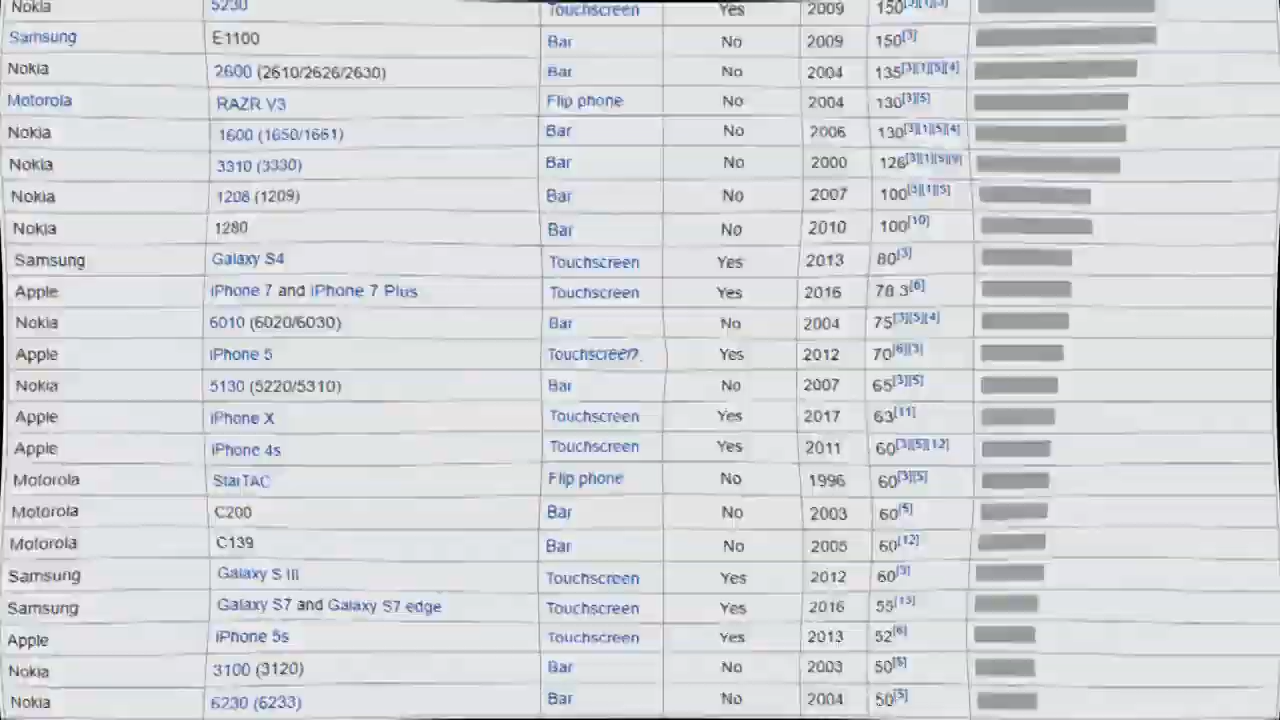 Nokia 5230 Touchscreen Yes 2009 150[3][1][5]
Samsung E1100 Bar No 2009 150[3]
Nokia 2600 (2610/2626/2630) Bar No 2004 135[3][1][5][4]
Motorola RAZR V3 Flip phone No 2004 130[3][5]
Nokia 1600 (1650/1661) Bar No 2006 130[3][1][5][4]
Nokia 3310 (3330) Bar No 2000 126[3][1][5][9]
Nokia 1208 (1209) Bar No 2007 100[3][1][5]
Nokia 1280 Bar No 2010 100[10]
Samsung Galaxy S4 Touchscreen Yes 2013 80[3]
Apple iPhone 7 and iPhone 7 Plus Touchscreen Yes 2016 78.3[6]
Nokia 6010 (6020/6030) Bar No 2004 75[3][5][4]
Apple iPhone 5 Touchscreen Yes 2012 70[6][3]
Nokia 5130 (5220/5310) Bar No 2007 65[3][5]
Apple iPhone X Touchscreen Yes 2017 63[11]
Apple iPhone 4s Touchscreen Yes 2011 60[3][5][12]
Motorola StarTAC Flip phone No 1996 60[3][5]
Motorola C200 Bar No 2003 60[5]
Motorola C139 Bar No 2005 60[12]
Samsung Galaxy S III Touchscreen Yes 2012 60[3]
Samsung Galaxy S7 and Galaxy S7 edge Touchscreen Yes 2016 55[13]
Apple iPhone 5s Touchscreen Yes 2013 52[6]
Nokia 3100 (3120) Bar No 2003 50[5]
Nokia 6230 (6233) Bar No 2004 50[5]